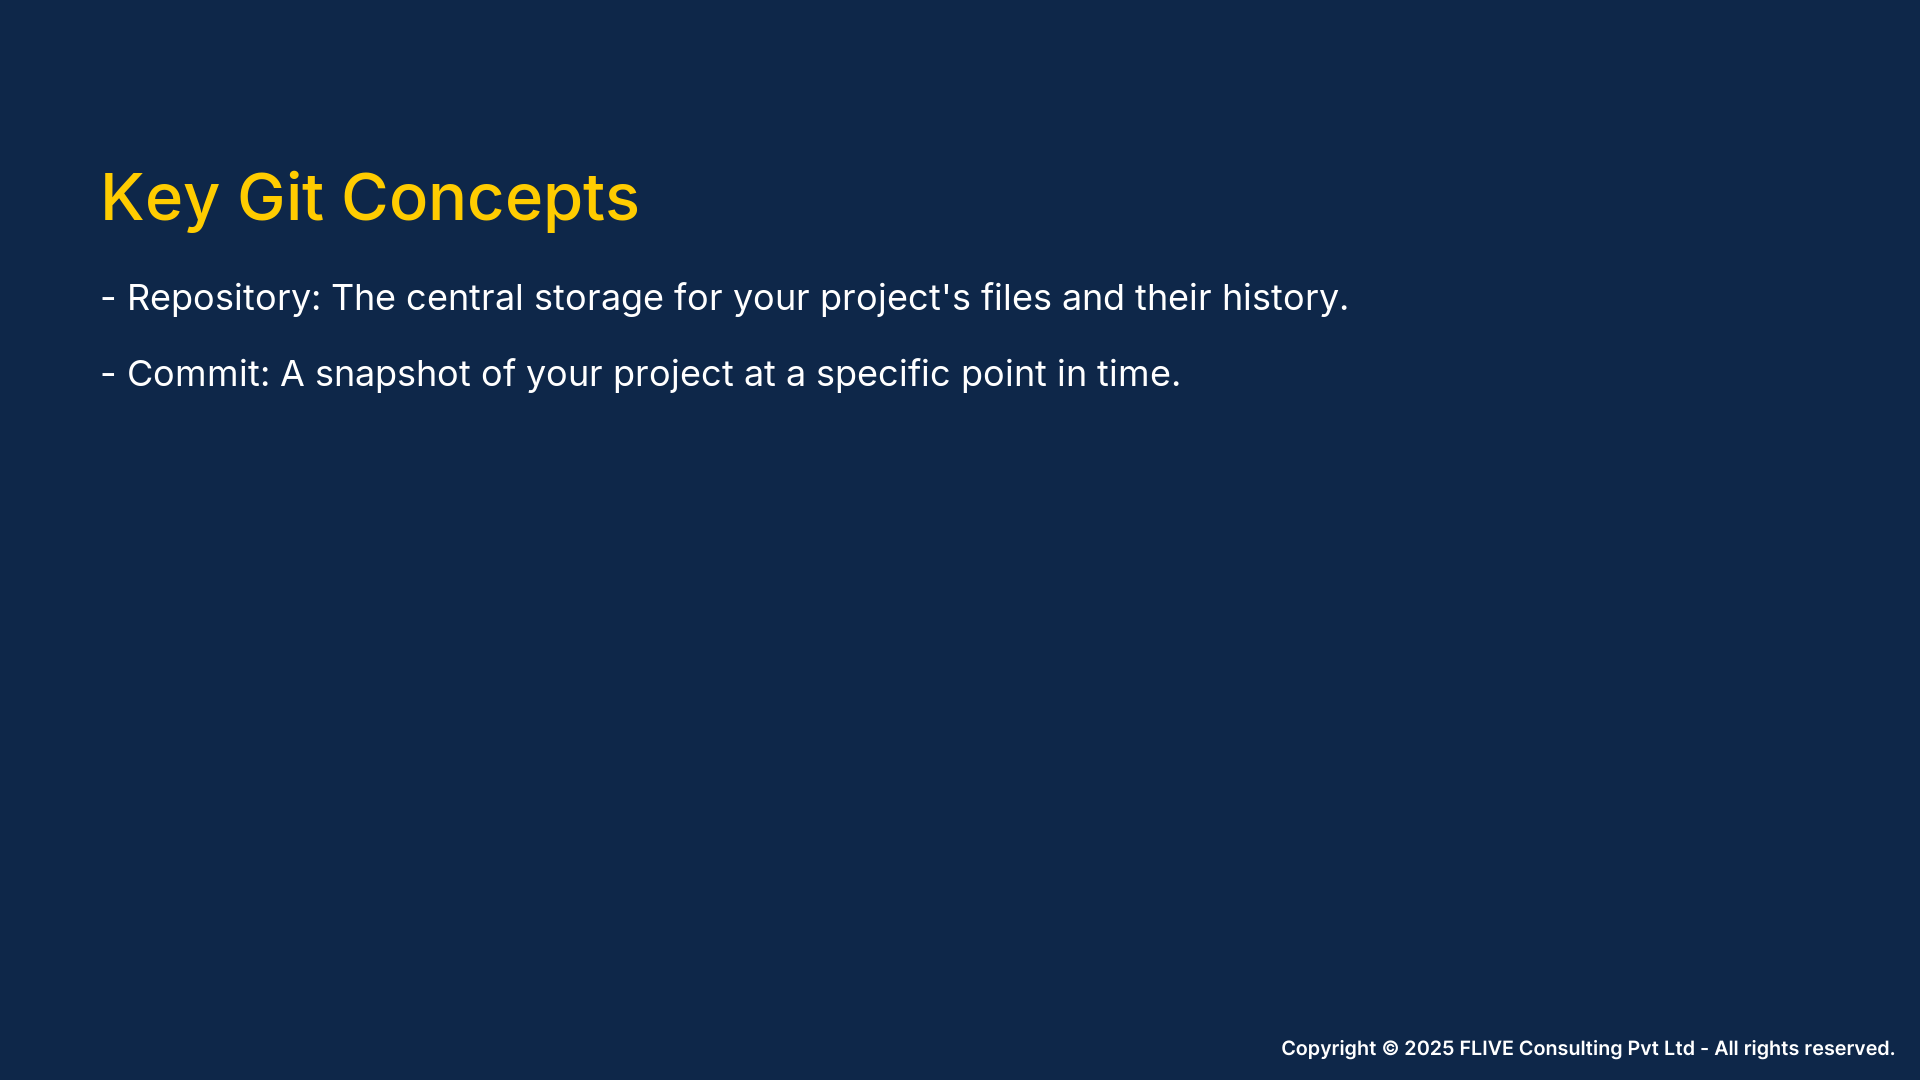 Key Git Concepts
- Repository: The central storage for your project's files and their history.
- Commit: A snapshot of your project at a specific point in time.
Copyright © 2025 FLIVE Consulting Pvt Ltd - All rights reserved.